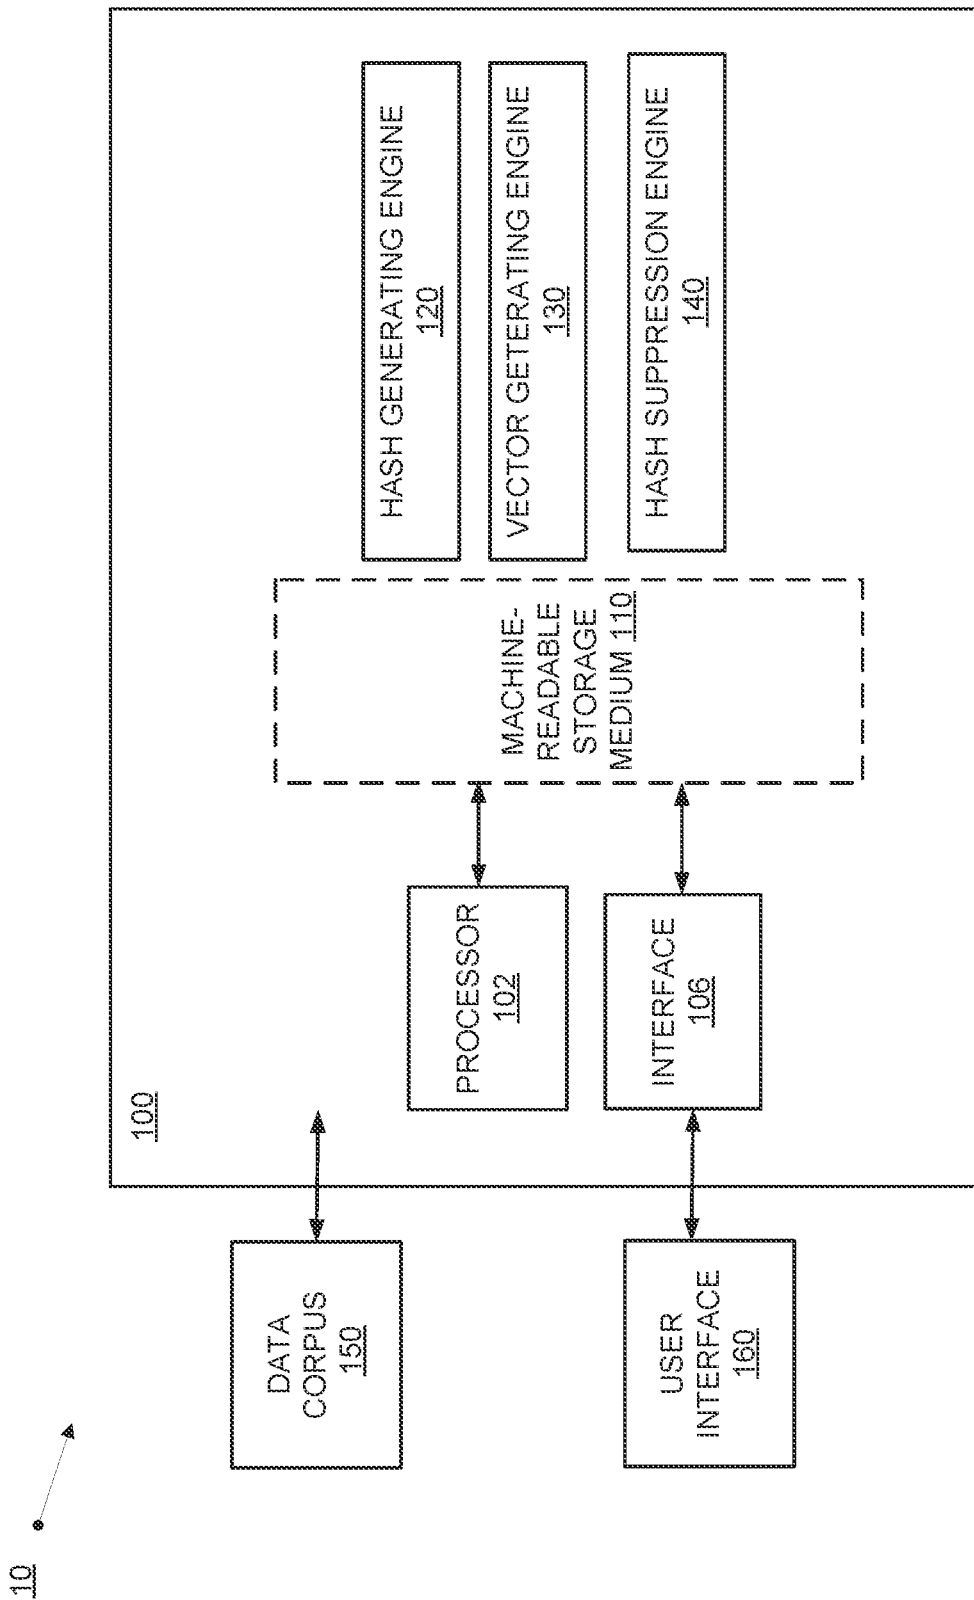 10
100
DATA
CORPUS
150
USER
INTERFACE
160
PROCESSOR
102
INTERFACE
106
MACHINE-
READABLE
STORAGE
MEDIUM 110
HASH GENERATING ENGINE
120
VECTOR GETERATING ENGINE
130
HASH SUPPRESSION ENGINE
140